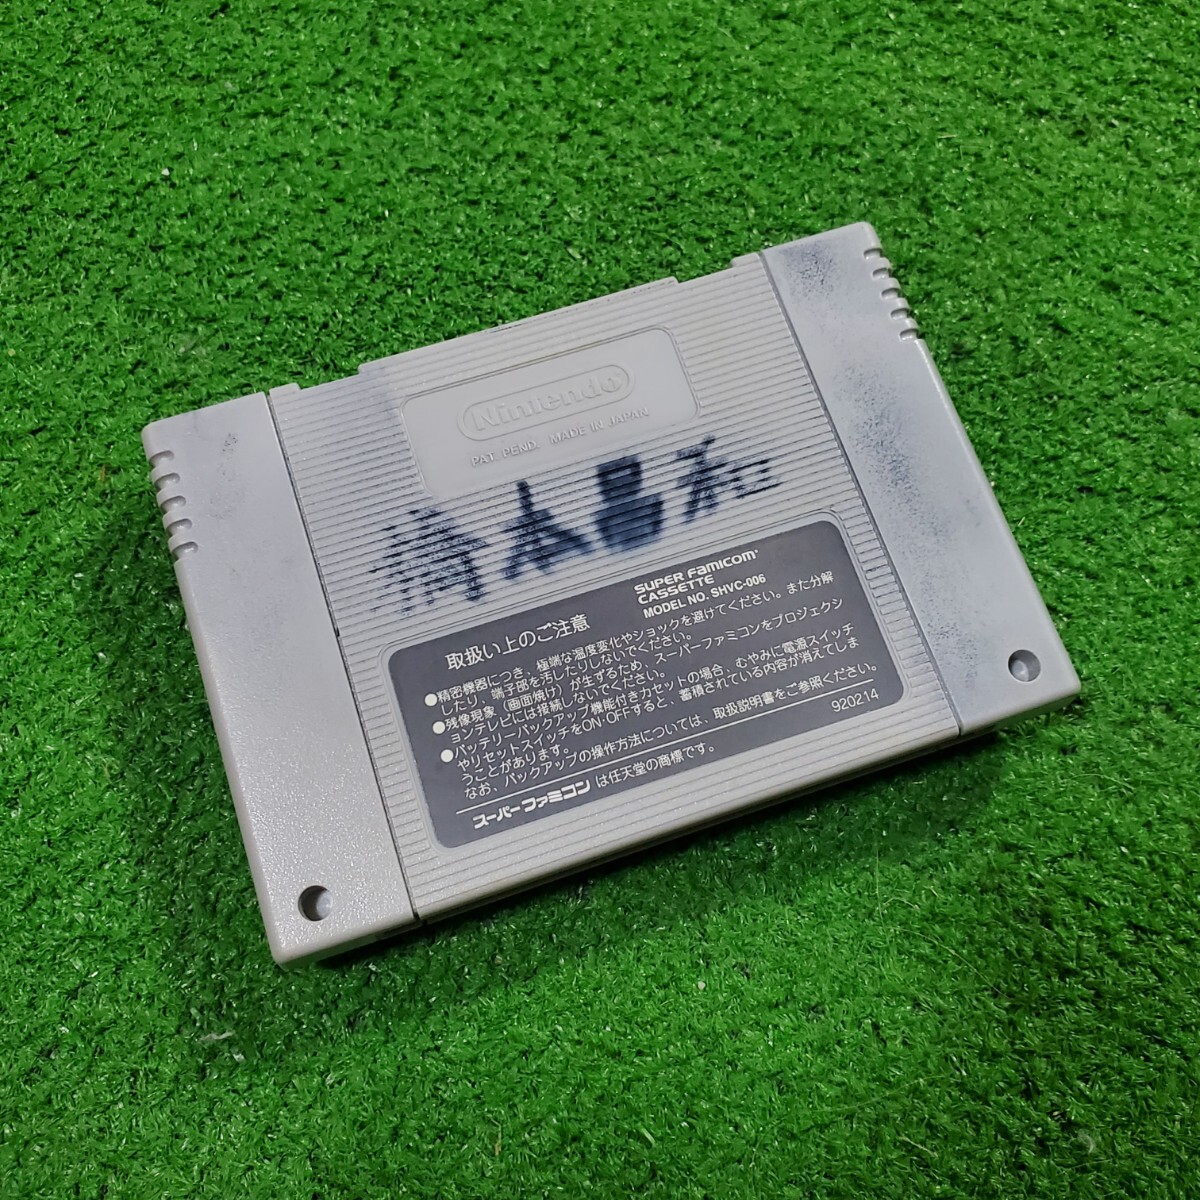 Nintendo
PAT. PEND. MADE IN JAPAN
橋本昌和
SUPER FAMICOM
CASSETTE
MODEL NO. SHVC-006
取扱い上のご注意
●精密機器につき、極端な温度変化やショックを避けてください。また分解
したり、端子部を汚したりしないでください。
●残像現象(画面焼け)が生ずるため、スーパーファミコンをプロジェクシ
ョンテレビには接続しないでください。
●バッテリーバックアップ機能付きカセットの場合、むやみに電源スイッチ
やリセットスイッチをON・OFFすると、蓄積されている内容が消えてしま
うことがあります。
なお、バックアップの操作方法については、取扱説明書をご参照ください。
920214
スーパーファミコンは任天堂の商標です。